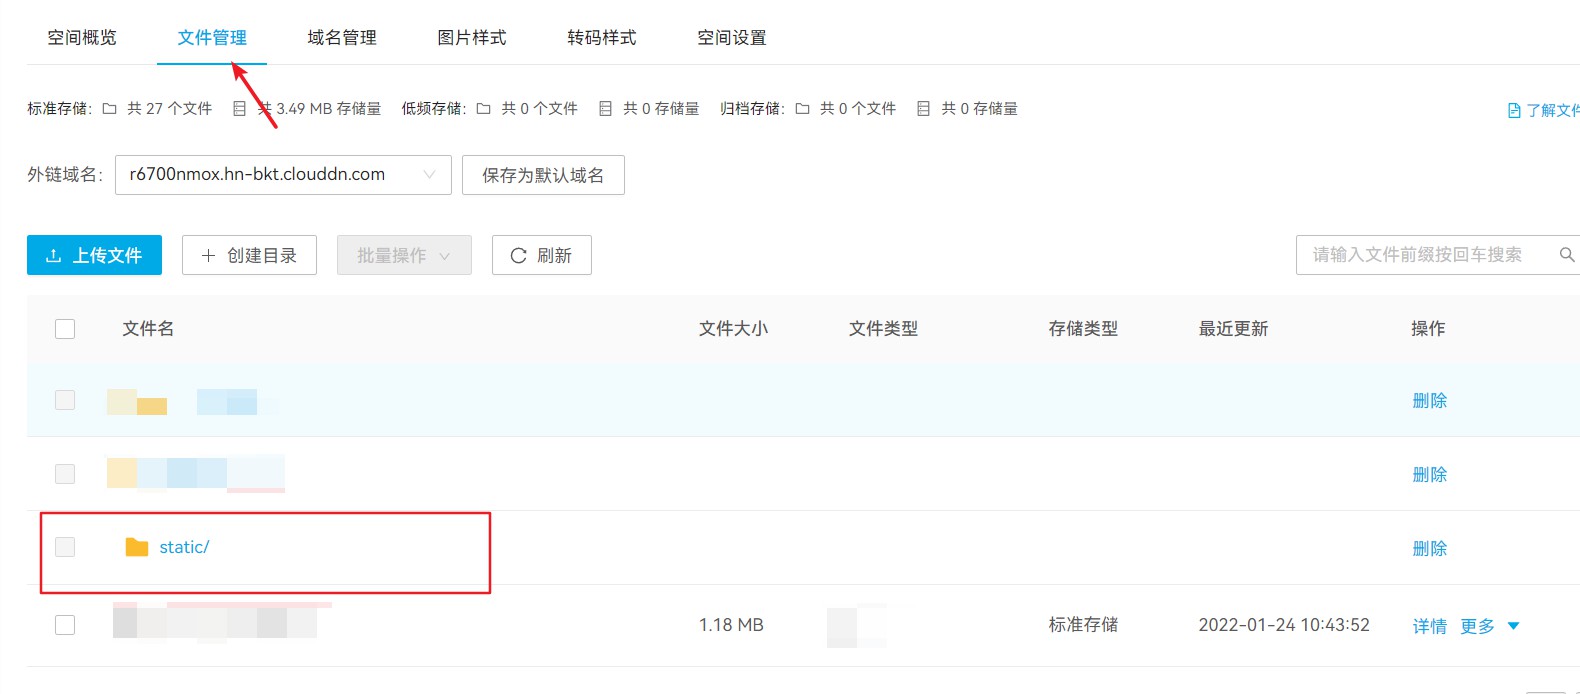 空间概览 文件管理 域名管理 图片样式 转码样式 空间设置
标准存储: 共 27 个文件 共 3.49 MB 存储量 低频存储: 共 0 个文件 共 0 存储量 归档存储: 共 0 个文件 共 0 存储量 了解文件
外链域名: r6700nmox.hn-bkt.clouddn.com 保存为默认域名
上传文件 创建目录 批量操作 刷新 请输入文件前缀按回车搜索
文件名 文件大小 文件类型 存储类型 最近更新 操作
删除
删除
static/ 删除
1.18 MB 标准存储 2022-01-24 10:43:52 详情 更多